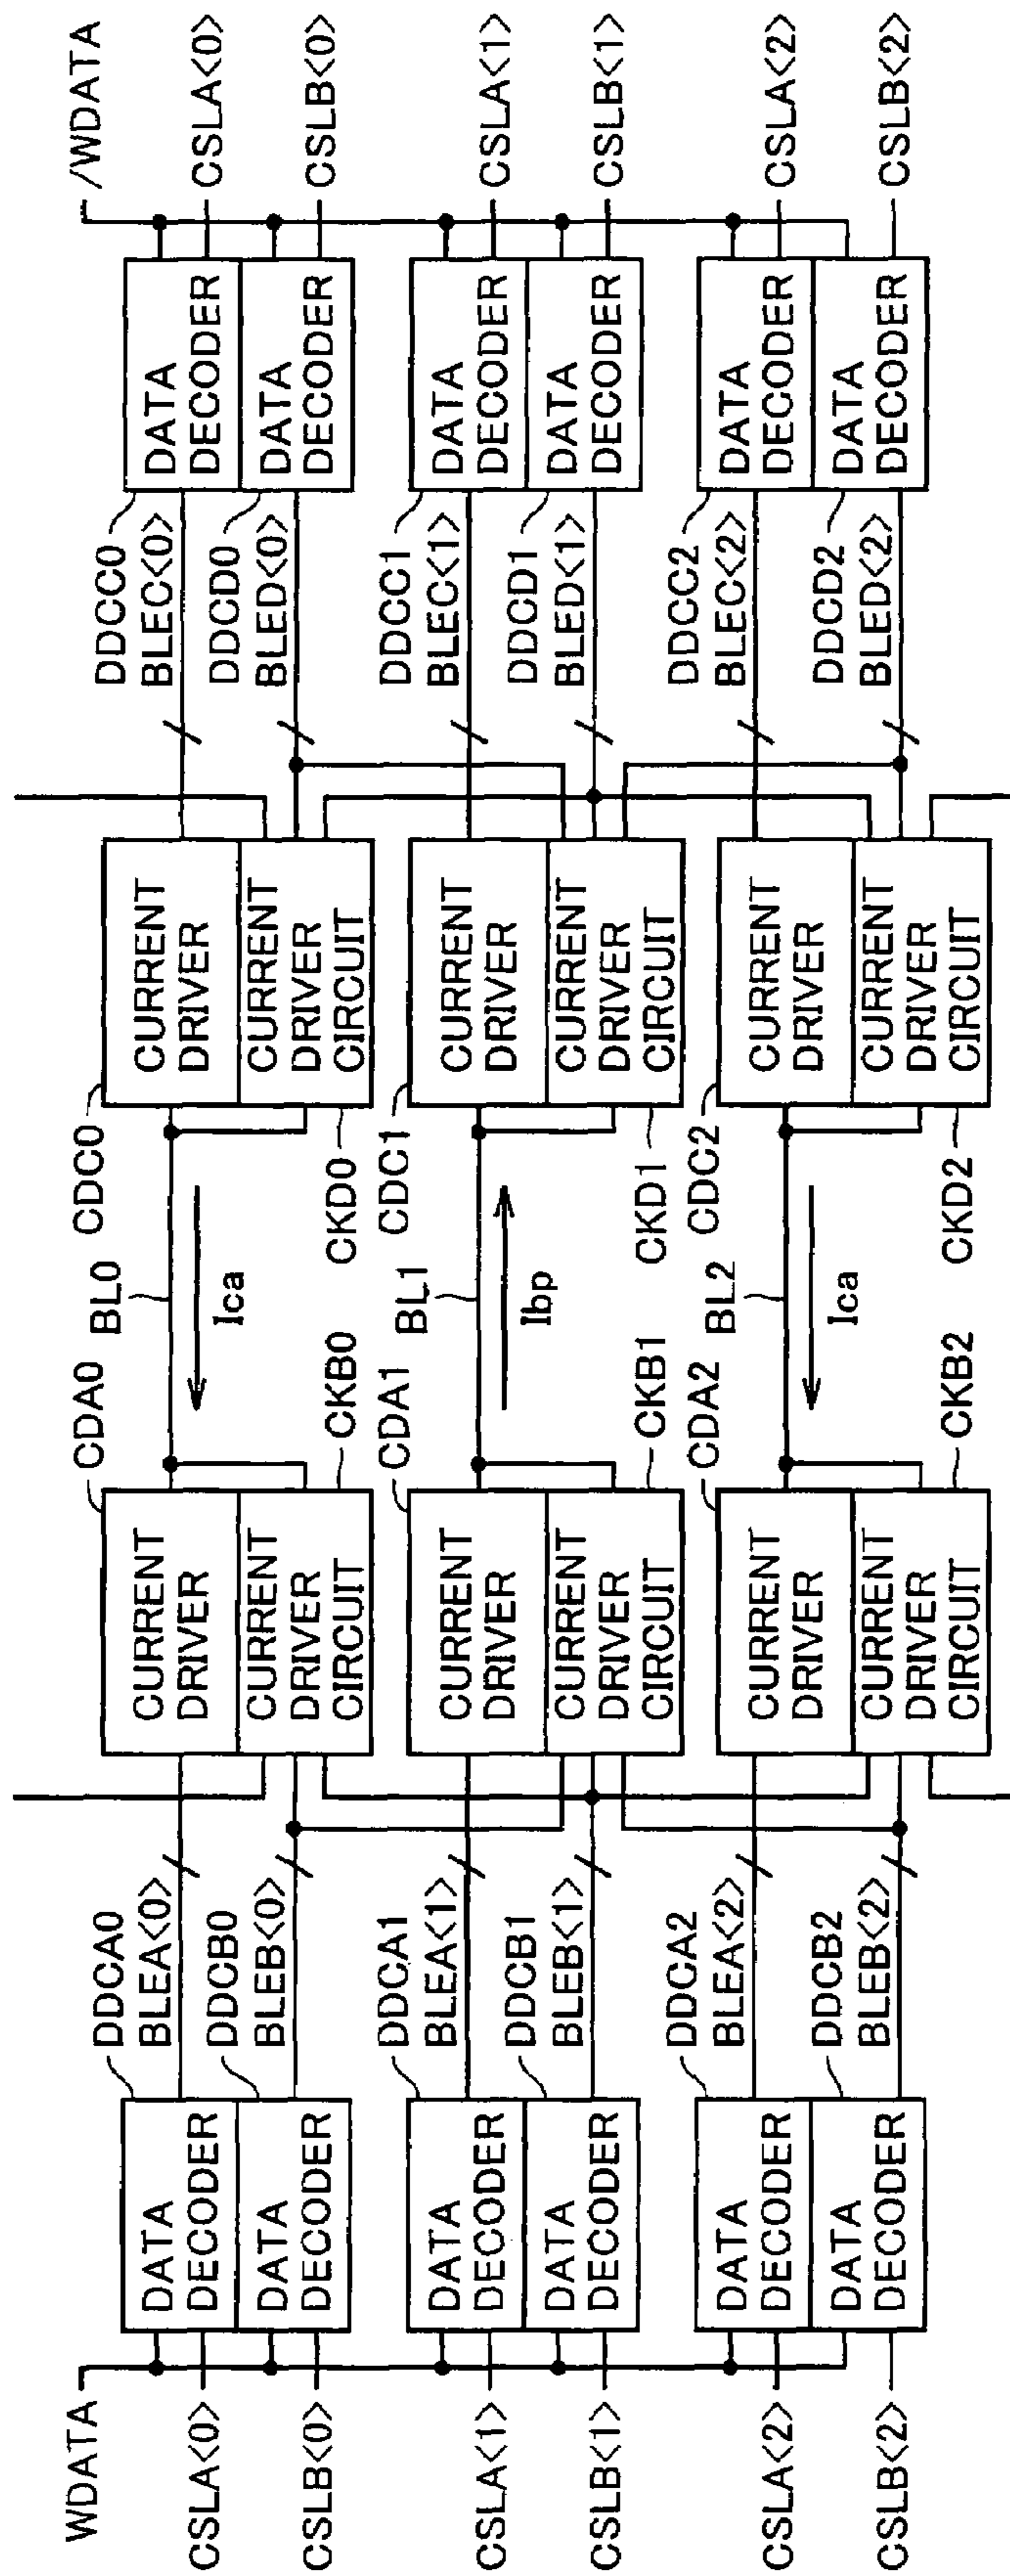 WDATA
CSLA<0>
CSLB<0>
CSLA<1>
CSLB<1>
CSLA<2>
CSLB<2>
DATA
DECODER
DATA
DECODER
DATA
DECODER
DATA
DECODER
DATA
DECODER
DATA
DECODER
DDCA0
BLEA<0>
DDCB0
BLEB<0>
DDCA1
BLEA<1>
DDCB1
BLEB<1>
DDCA2
BLEA<2>
DDCB2
BLEB<2>
CURRENT
DRIVER
CURRENT
DRIVER
CIRCUIT
CURRENT
DRIVER
CURRENT
DRIVER
CIRCUIT
CURRENT
DRIVER
CURRENT
DRIVER
CIRCUIT
CDA0
CKB0
CDA1
CKB1
CDA2
CKB2
BL0
Ica
BL1
Ibp
BL2
Ica
CDC0
CKD0
CDC1
CKD1
CDC2
CKD2
CURRENT
DRIVER
CURRENT
DRIVER
CIRCUIT
CURRENT
DRIVER
CURRENT
DRIVER
CIRCUIT
CURRENT
DRIVER
CURRENT
DRIVER
CIRCUIT
DDCC0
BLEC<0>
DDCD0
BLED<0>
DDCC1
BLEC<1>
DDCD1
BLED<1>
DDCC2
BLEC<2>
DDCD2
BLED<2>
DATA
DECODER
DATA
DECODER
DATA
DECODER
DATA
DECODER
DATA
DECODER
DATA
DECODER
/WDATA
CSLA<0>
CSLB<0>
CSLA<1>
CSLB<1>
CSLA<2>
CSLB<2>